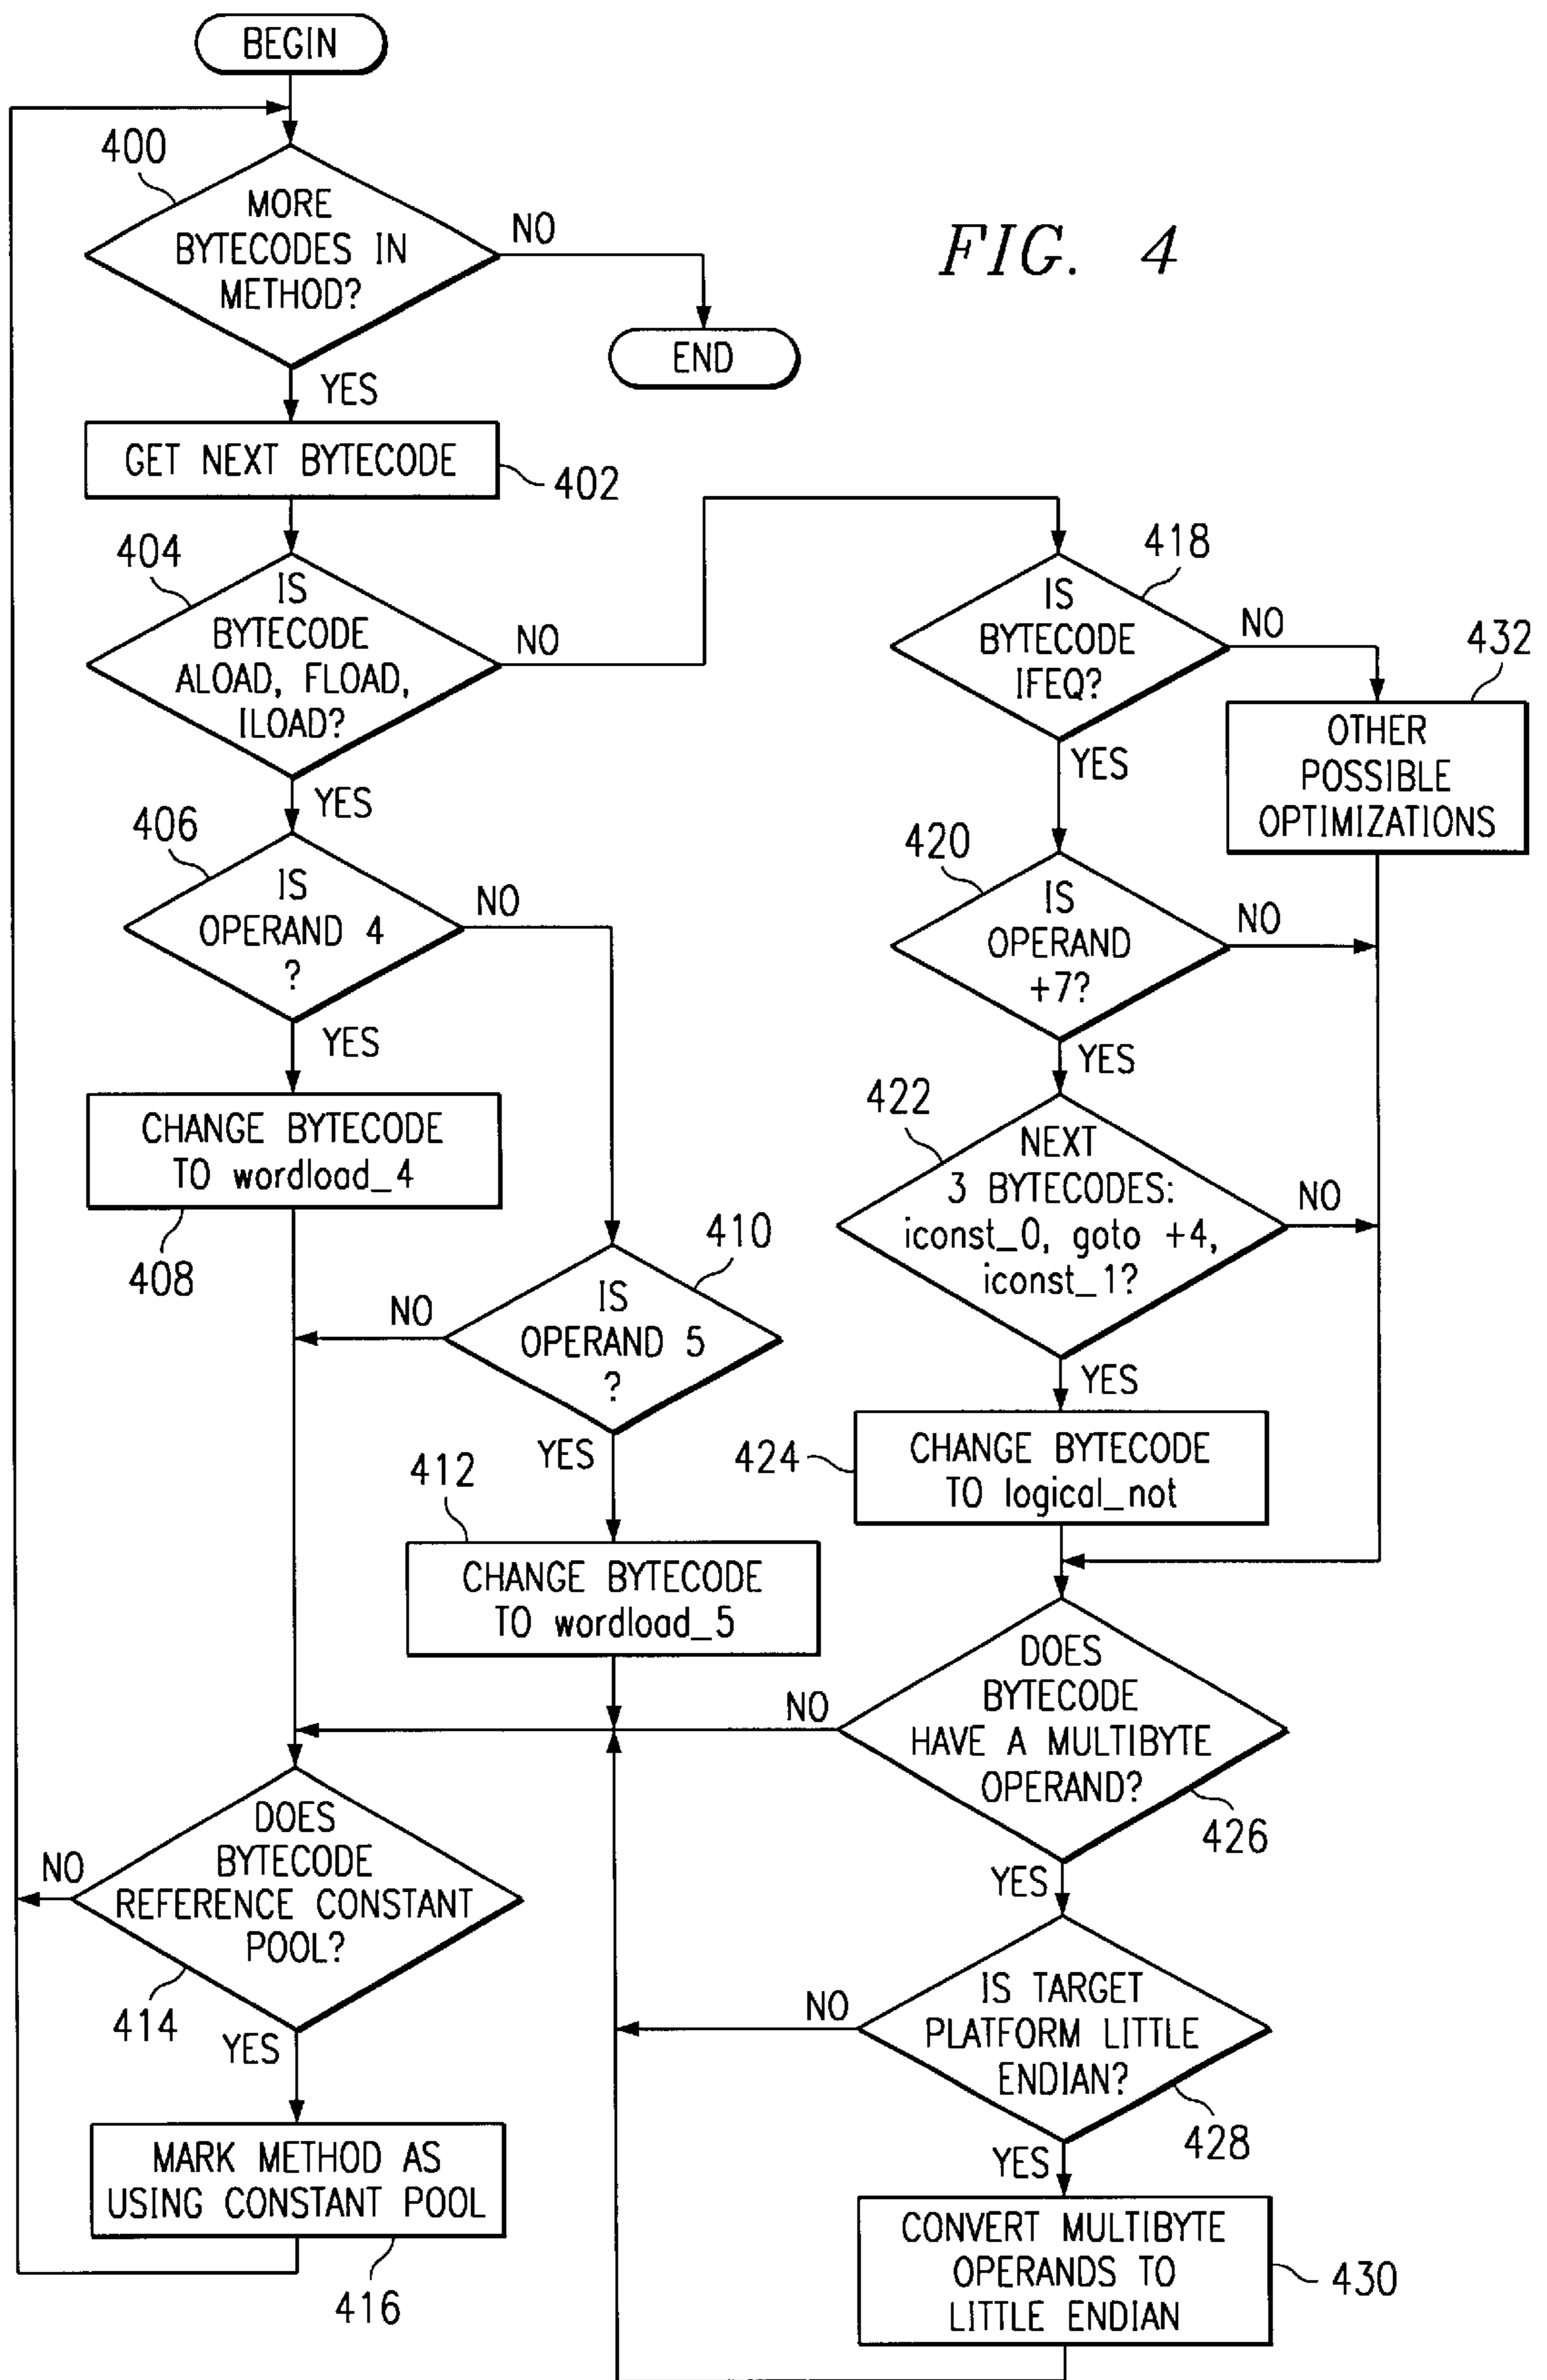 BEGIN
400
MORE
BYTECODES IN
METHOD?
NO
FIG. 4
END
YES
GET NEXT BYTECODE
402
404
IS
BYTECODE
ALOAD, FLOAD,
ILOAD?
NO
YES
406
IS
OPERAND 4
?
NO
YES
CHANGE BYTECODE
TO wordload_4
408
410
IS
OPERAND 5
?
NO
YES
412
CHANGE BYTECODE
TO wordload_5
DOES
BYTECODE
REFERENCE CONSTANT
POOL?
NO
414
YES
MARK METHOD AS
USING CONSTANT POOL
416
418
IS
BYTECODE
IFEQ?
NO
432
OTHER
POSSIBLE
OPTIMIZATIONS
YES
420
IS
OPERAND
+7?
NO
YES
422
NEXT
3 BYTECODES:
iconst_0, goto +4,
iconst_1?
NO
YES
424
CHANGE BYTECODE
TO logical_not
DOES
BYTECODE
HAVE A MULTIBYTE
OPERAND?
NO
426
YES
IS TARGET
PLATFORM LITTLE
ENDIAN?
NO
428
YES
CONVERT MULTIBYTE
OPERANDS TO
LITTLE ENDIAN
430